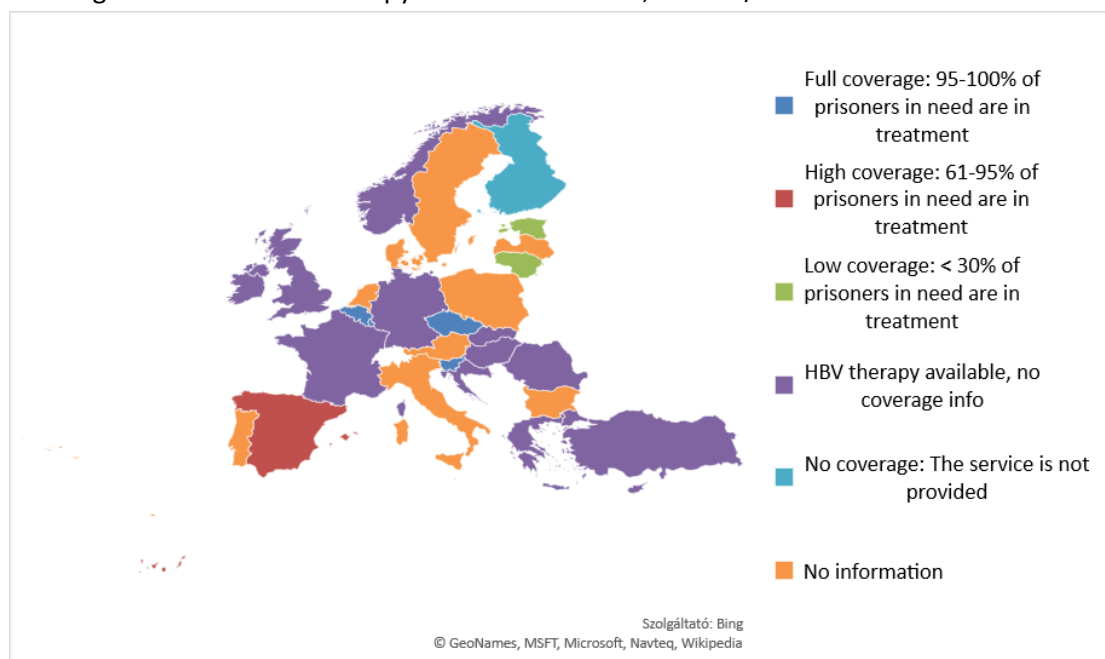 Full coverage: 95-100% of
prisoners in need are in
treatment
High coverage: 61-95% of
prisoners in need are in
treatment
Low coverage: < 30% of
prisoners in need are in
treatment
HBV therapy available, no
coverage info
No coverage: The service is not
provided
No information
Szolgáltató: Bing
© GeoNames, MSFT, Microsoft, Navteq, Wikipedia